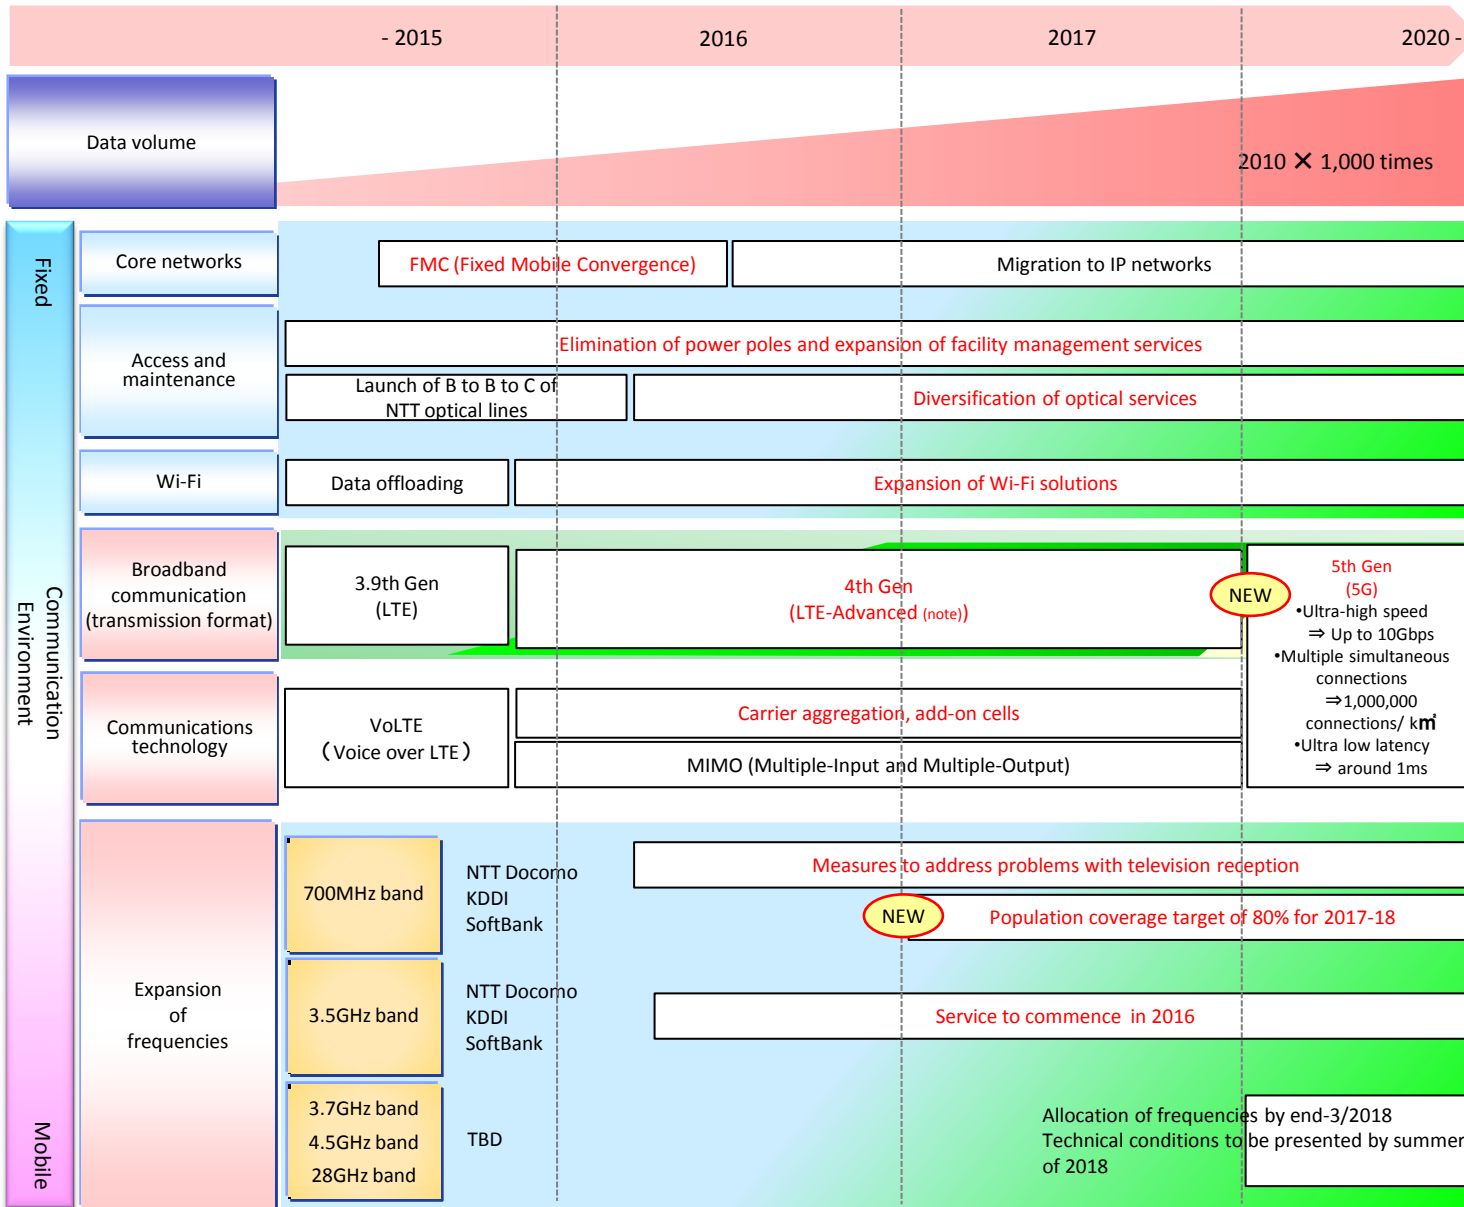 - 2015
2016
2017
2020 -
Data volume
2010 ✕ 1,000 times
Fixed
Communication
Environment
Mobile
Core networks
FMC (Fixed Mobile Convergence)
Migration to IP networks
Access and
maintenance
Elimination of power poles and expansion of facility management services
Launch of B to B to C of
NTT optical lines
Diversification of optical services
Wi-Fi
Data offloading
Expansion of Wi-Fi solutions
Broadband
communication
(transmission format)
3.9th Gen
(LTE)
4th Gen
(LTE-Advanced (note))
NEW
5th Gen
(5G)
•Ultra-high speed
⇒ Up to 10Gbps
•Multiple simultaneous
connections
⇒1,000,000
connections/ k㎡
•Ultra low latency
⇒ around 1ms
Communications
technology
VoLTE
(Voice over LTE)
Carrier aggregation, add-on cells
MIMO (Multiple-Input and Multiple-Output)
Expansion
of
frequencies
700MHz band
NTT Docomo
KDDI
SoftBank
Measures to address problems with television reception
NEW
Population coverage target of 80% for 2017-18
3.5GHz band
NTT Docomo
KDDI
SoftBank
Service to commence in 2016
3.7GHz band
4.5GHz band
28GHz band
TBD
Allocation of frequencies by end-3/2018
Technical conditions to be presented by summer
of 2018